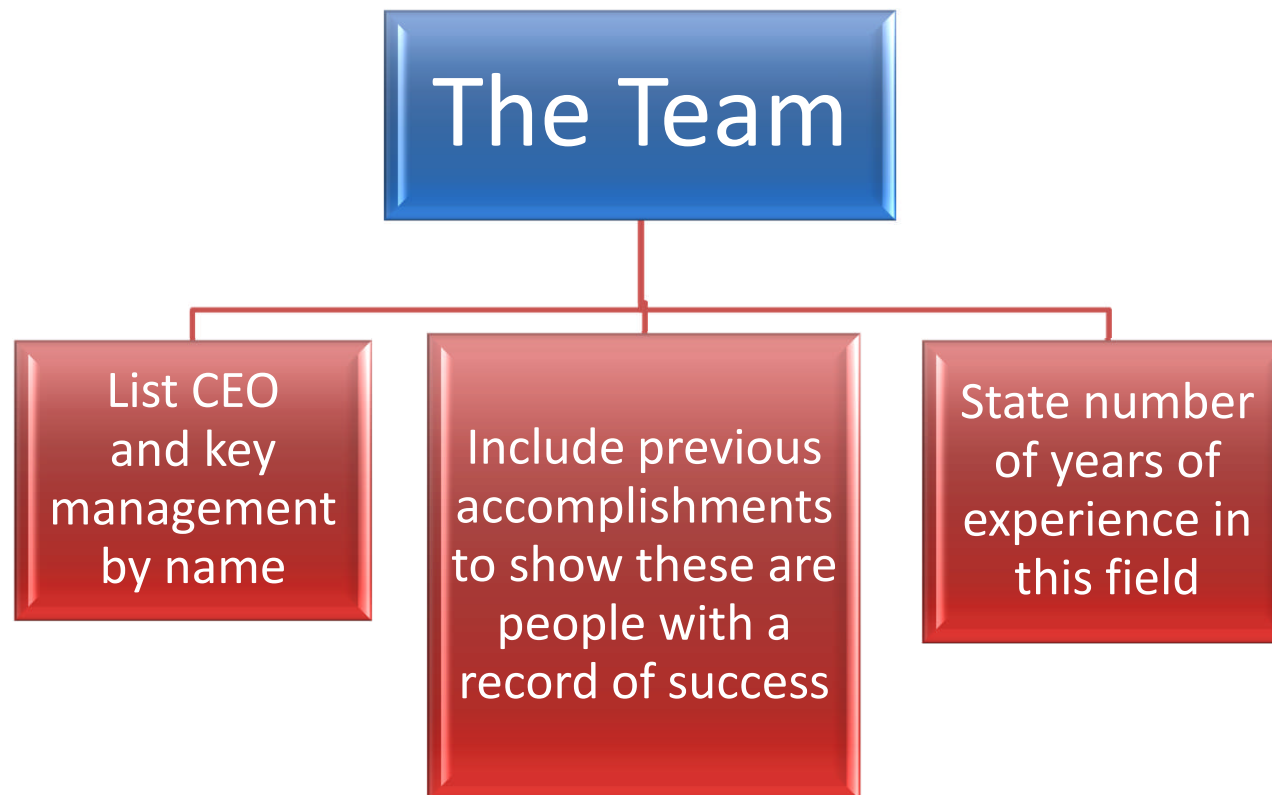 The Team
List CEO
and key
management
by name
Include previous
accomplishments
to show these are
people with a
record of success
State number
of years of
experience in
this field